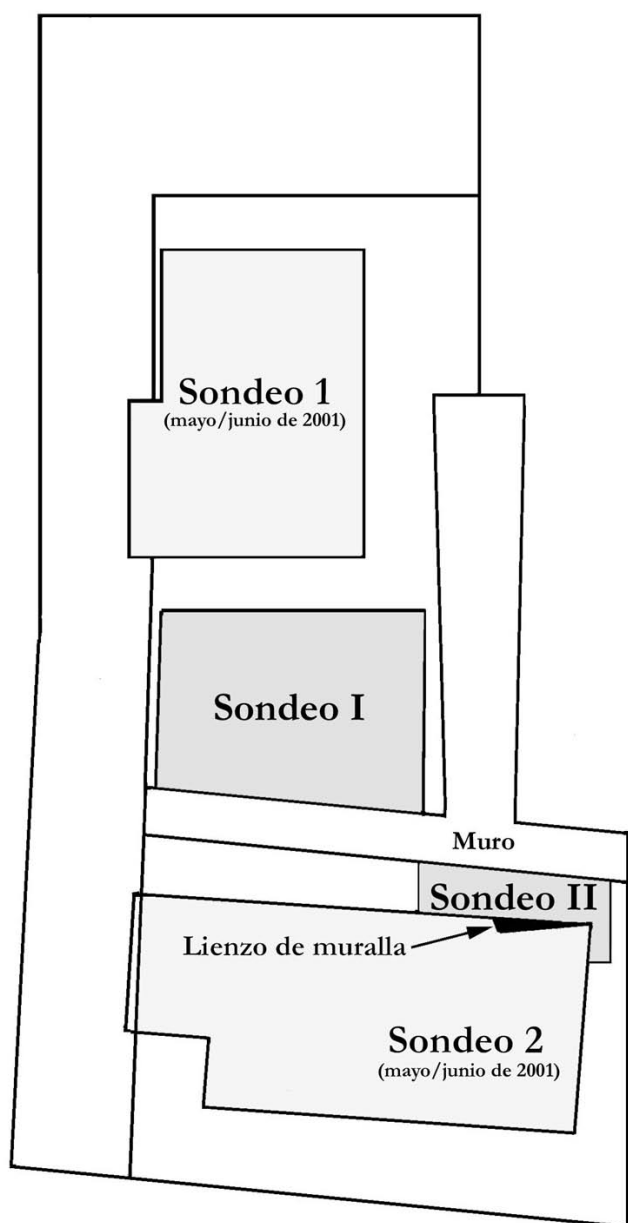 Sondeo 1
(mayo/junio de 2001)
Sondeo I
Muro
Sondeo II
Lienzo de muralla
Sondeo 2
(mayo/junio de 2001)